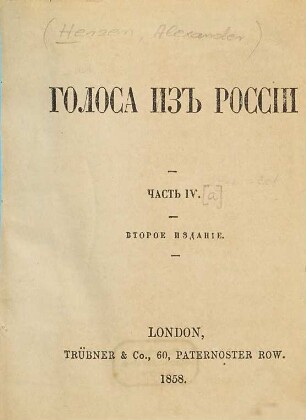 (Herzen, Alexander)
ГОЛОСА ИЗЪ РОССІИ
ЧАСТЬ IV.
[a]
ВТОРОЕ ИЗДАНІЕ.
LONDON,
TRÜBNER & Co., 60, PATERNOSTER ROW.
1858.